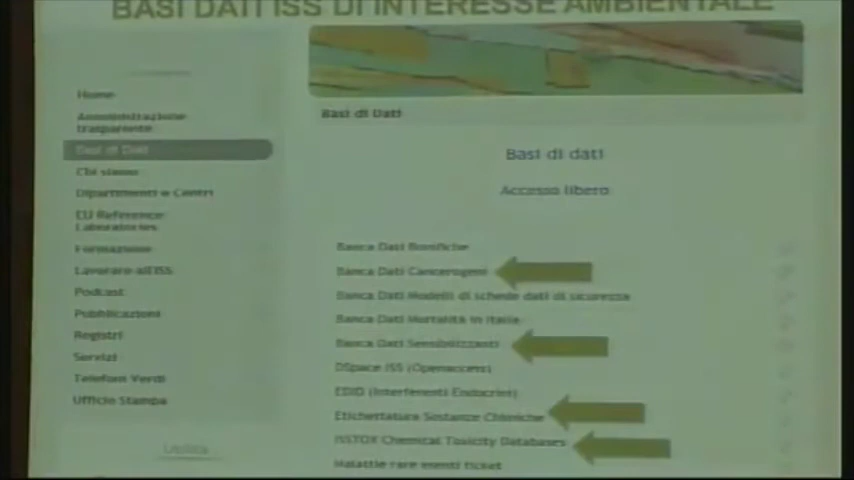 BASI DATI ISS DI INTERESSE AMBIENTALE
Home
Amministrazione
trasparente
Basi di Dati
Chi siamo
Dipartimenti e Centri
EU Reference
Laboratories
Formazione
Lavorare all'ISS
Podcast
Pubblicazioni
Registri
Servizi
Telefoni Verdi
Ufficio Stampa
Utilità
Basi di Dati
Basi di dati
Accesso libero
Banca Dati Bonifiche
Banca Dati Cancerogeni
Banca Dati Modelli di schede dati di sicurezza
Banca Dati Mortalità in Italia
Banca Dati Sensibilizzanti
DSpace ISS (Openaccess)
EDID (Interferenti Endocrini)
Etichettatura Sostanze Chimiche
ISSTOX Chemical Toxicity Databases
Malattie rare eventi ticket